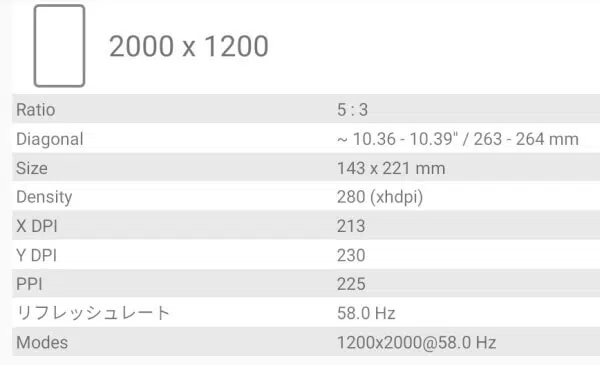 2000 x 1200
Ratio 5 : 3
Diagonal ~ 10.36 - 10.39" / 263 - 264 mm
Size 143 x 221 mm
Density 280 (xhdpi)
X DPI 213
Y DPI 230
PPI 225
リフレッシュレート 58.0 Hz
Modes 1200x2000@58.0 Hz